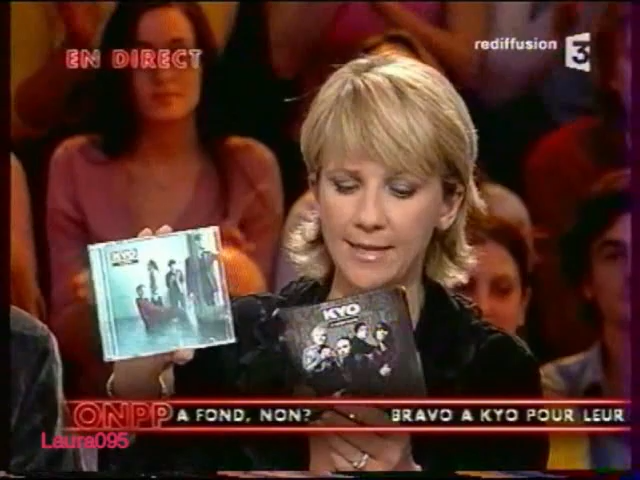 EN DIRECT
rediffusion 3
KYO
KYO
ONPP A FOND, NON? ... BRAVO A KYO POUR LEUR
Laura095